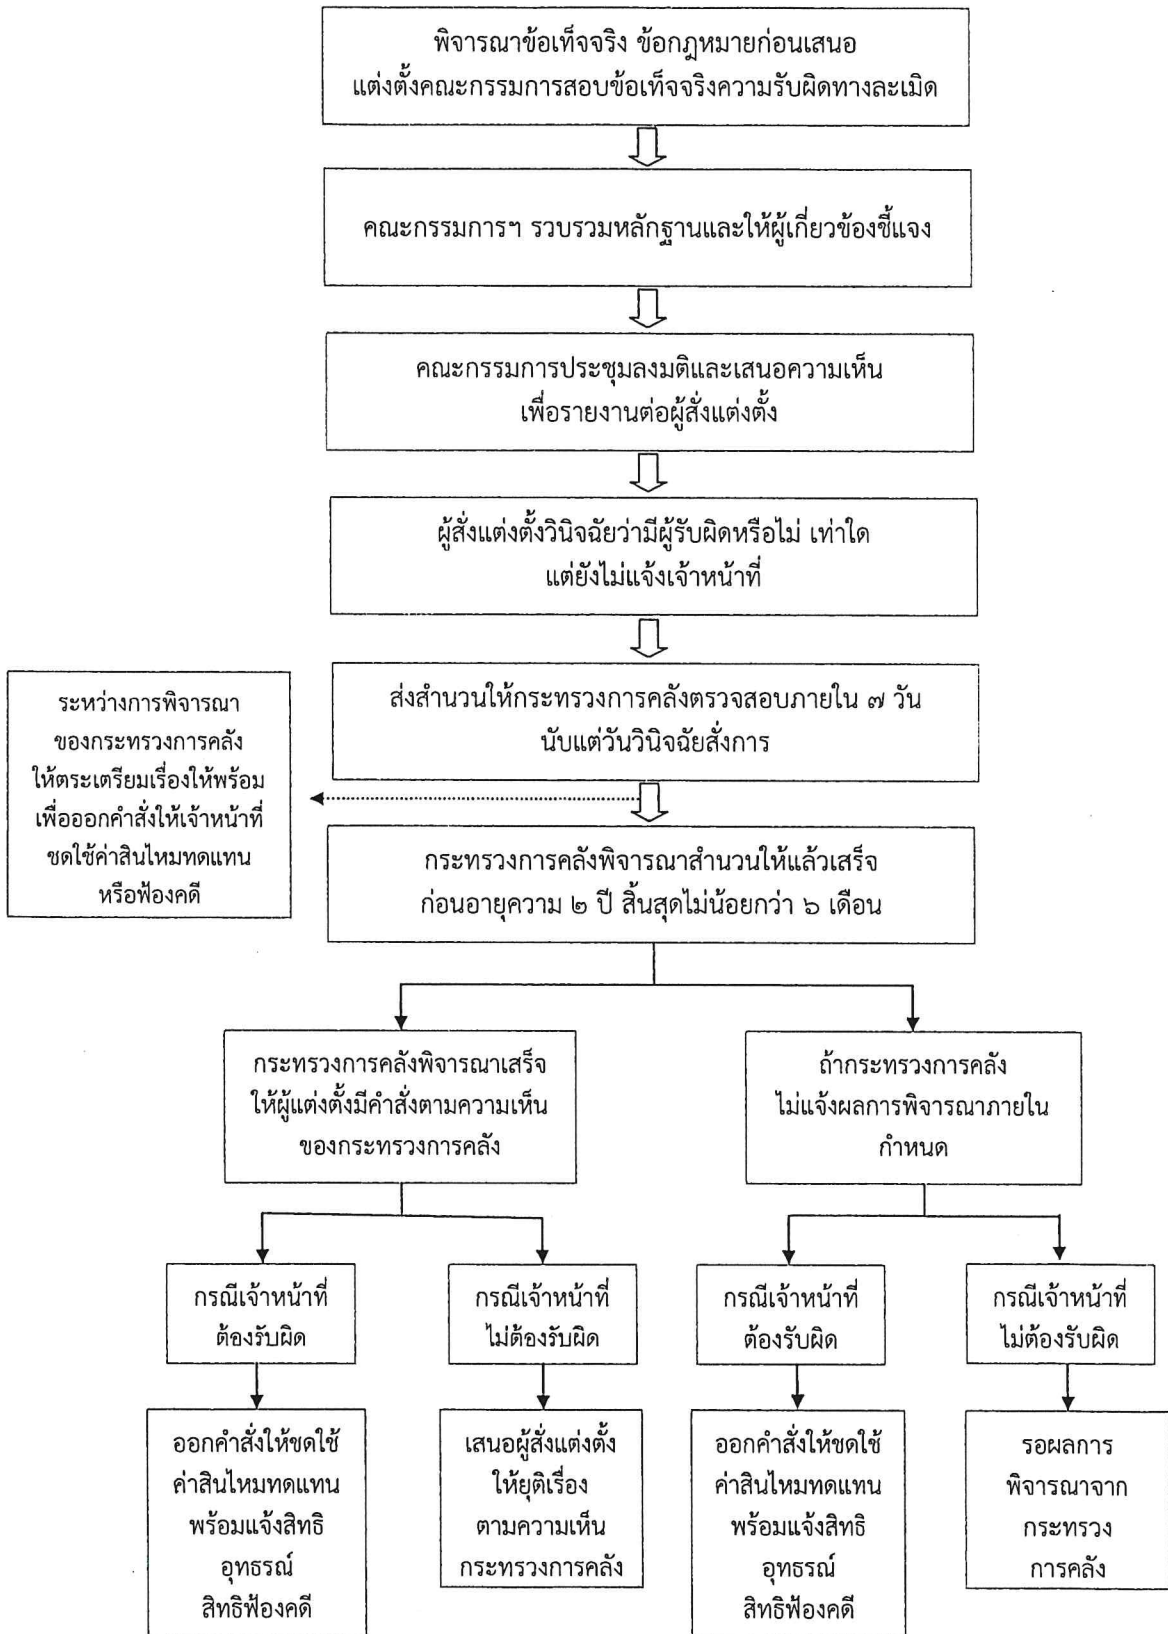 พิจารณาข้อเท็จจริง ข้อกฎหมายก่อนเสนอ
แต่งตั้งคณะกรรมการสอบข้อเท็จจริงความรับผิดทางละเมิด
คณะกรรมการฯ รวบรวมหลักฐานและให้ผู้เกี่ยวข้องชี้แจง
คณะกรรมการประชุมลงมติและเสนอความเห็น
เพื่อรายงานต่อผู้สั่งแต่งตั้ง
ผู้สั่งแต่งตั้งวินิจฉัยว่ามีผู้รับผิดหรือไม่ เท่าใด
แต่ยังไม่แจ้งเจ้าหน้าที่
ส่งสำนวนให้กระทรวงการคลังตรวจสอบภายใน ๗ วัน
นับแต่วันวินิจฉัยสั่งการ
ระหว่างการพิจารณา
ของกระทรวงการคลัง
ให้ตระเตรียมเรื่องให้พร้อม
เพื่อออกคำสั่งให้เจ้าหน้าที่
ชดใช้ค่าสินไหมทดแทน
หรือฟ้องคดี
กระทรวงการคลังพิจารณาสำนวนให้แล้วเสร็จ
ก่อนอายุความ ๒ ปี สิ้นสุดไม่น้อยกว่า ๖ เดือน
กระทรวงการคลังพิจารณาเสร็จ
ให้ผู้แต่งตั้งมีคำสั่งตามความเห็น
ของกระทรวงการคลัง
ถ้ากระทรวงการคลัง
ไม่แจ้งผลการพิจารณาภายใน
กำหนด
กรณีเจ้าหน้าที่
ต้องรับผิด
กรณีเจ้าหน้าที่
ไม่ต้องรับผิด
กรณีเจ้าหน้าที่
ต้องรับผิด
กรณีเจ้าหน้าที่
ไม่ต้องรับผิด
ออกคำสั่งให้ชดใช้
ค่าสินไหมทดแทน
พร้อมแจ้งสิทธิ
อุทธรณ์
สิทธิฟ้องคดี
เสนอผู้สั่งแต่งตั้ง
ให้ยุติเรื่อง
ตามความเห็น
กระทรวงการคลัง
ออกคำสั่งให้ชดใช้
ค่าสินไหมทดแทน
พร้อมแจ้งสิทธิ
อุทธรณ์
สิทธิฟ้องคดี
รอผลการ
พิจารณาจาก
กระทรวง
การคลัง